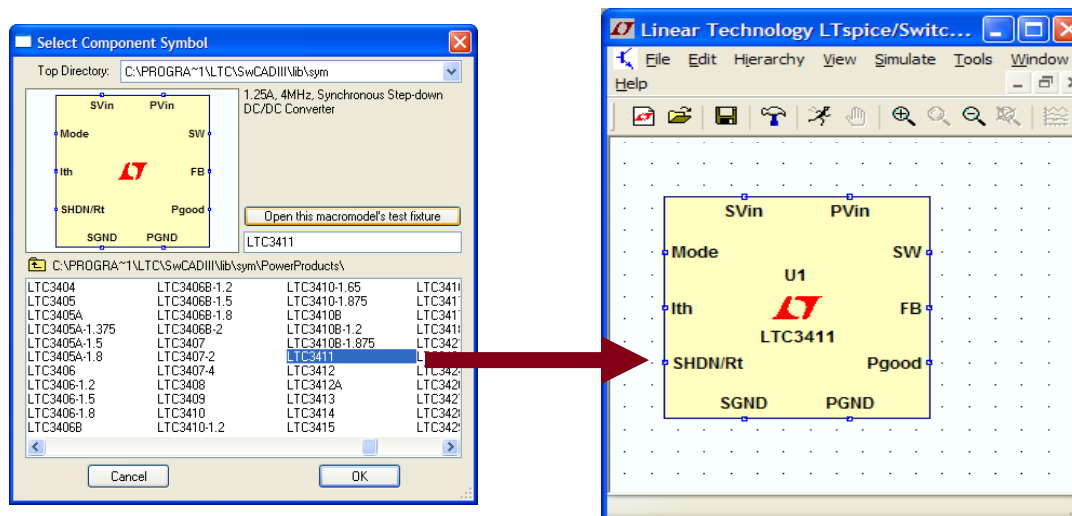 Select Component Symbol
Top Directory: C:\PROGRA~1\LTC\SwCADIII\lib\sym
SVin PVin
Mode SW
Ith FB
SHDN/Rt Pgood
SGND PGND
1.25A, 4MHz, Synchronous Step-down
DC/DC Converter
Open this macromodel's test fixture
LTC3411
C:\PROGRA~1\LTC\SwCADIII\lib\sym\PowerProducts\
LTC3404 LTC3406B-1.2 LTC3410-1.65
LTC3405 LTC3406B-1.5 LTC3410-1.875
LTC3405A LTC3406B-1.8 LTC3410B
LTC3405A-1.375 LTC3406B-2 LTC3410B-1.2
LTC3405A-1.5 LTC3407 LTC3410B-1.875
LTC3405A-1.8 LTC3407-2 LTC3411
LTC3406 LTC3407-4 LTC3412
LTC3406-1.2 LTC3408 LTC3412A
LTC3406-1.5 LTC3409 LTC3413
LTC3406-1.8 LTC3410 LTC3414
LTC3406B LTC3410-1.2 LTC3415
Cancel OK
Linear Technology LTspice/Switc...
File Edit Hierarchy View Simulate Tools Window
Help
SVin PVin
Mode SW
U1
Ith FB
LTC3411
SHDN/Rt Pgood
SGND PGND